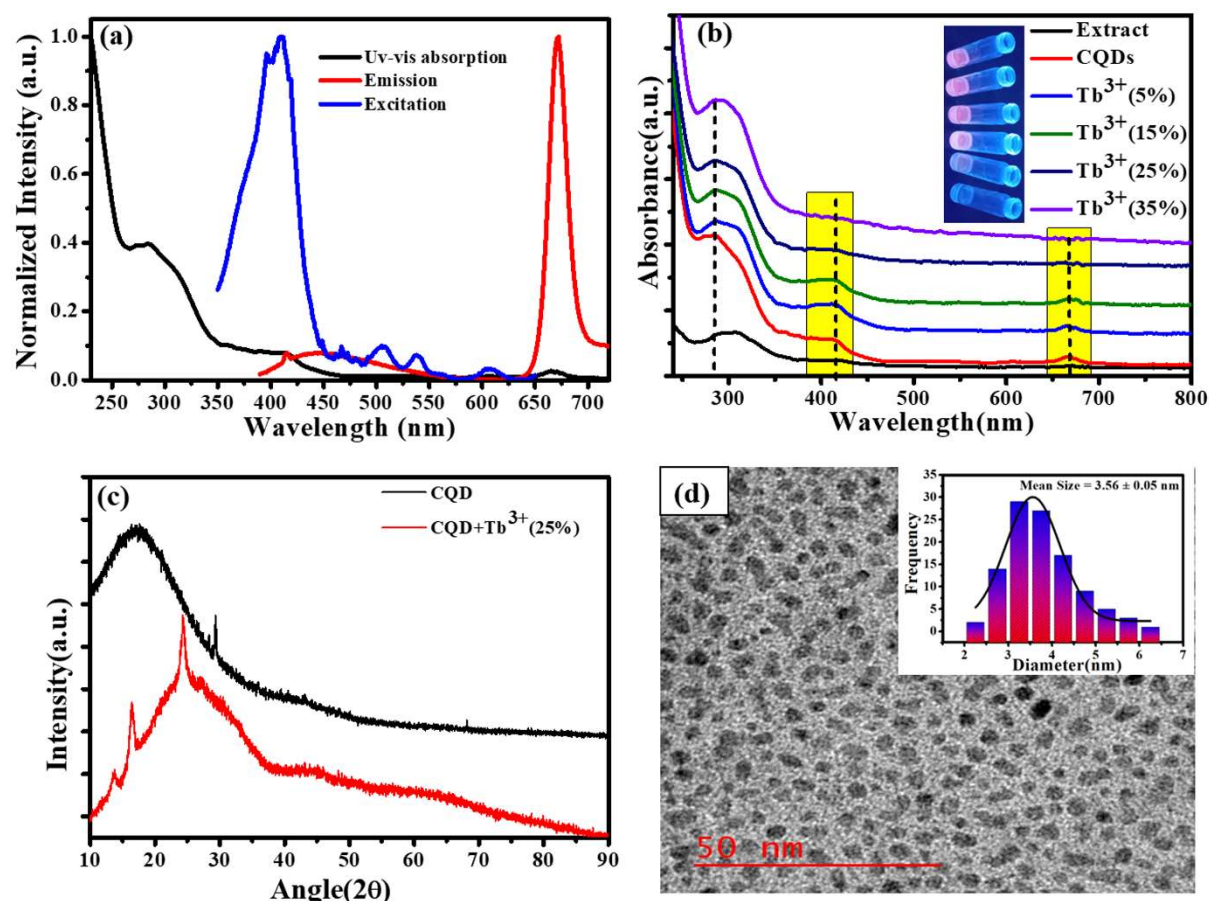 (a)
Normalized Intensity (a.u.)
1.0
0.8
0.6
0.4
0.2
0.0
Uv-vis absorption
Emission
Excitation
250 300 350 400 450 500 550 600 650 700
Wavelength (nm)
(b)
Absorbance(a.u.)
Extract
CQDs
Tb3+(5%)
Tb3+(15%)
Tb3+(25%)
Tb3+(35%)
300 400 500 600 700 800
Wavelength(nm)
(c)
Intensity(a.u.)
CQD
CQD+Tb3+(25%)
10 20 30 40 50 60 70 80 90
Angle(2θ)
(d)
Mean Size = 3.56 ± 0.05 nm
Frequency
35
30
25
20
15
10
5
0
2 3 4 5 6 7
Diameter(nm)
50 nm